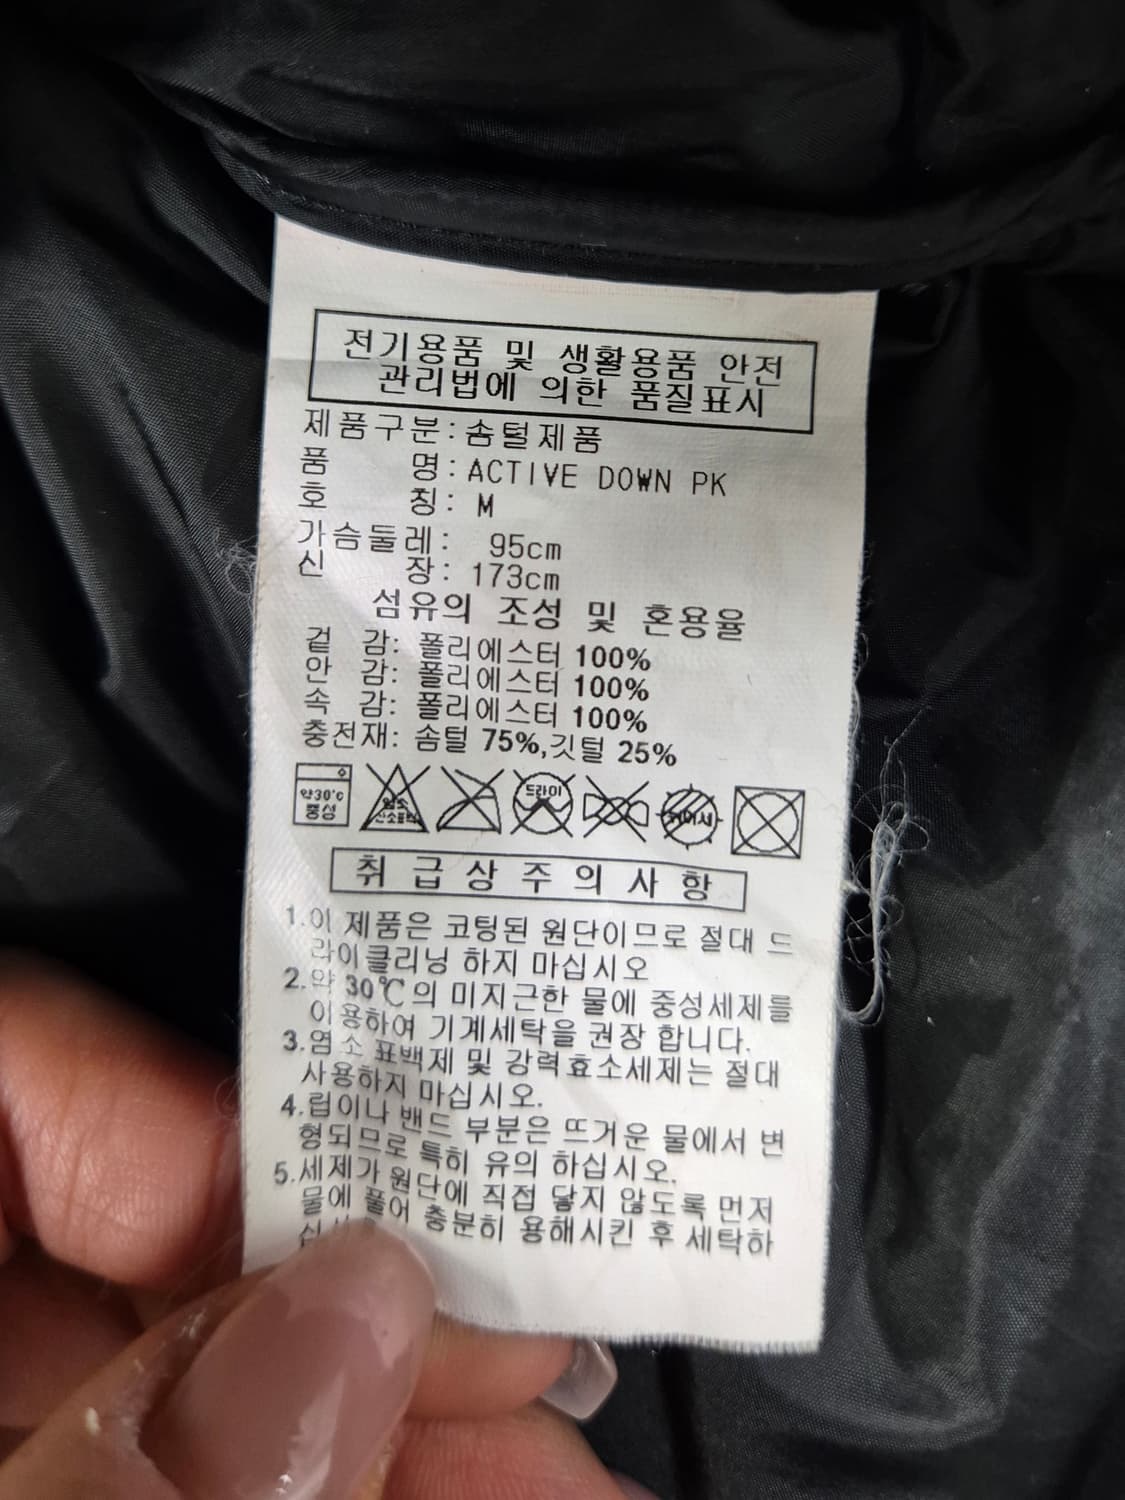 전기용품 및 생활용품 안전
관리법에 의한 품질표시
제품구분:솜털제품
품 명:ACTIVE DOWN PK
호 칭: M
가슴둘레: 95cm
신 장: 173cm
섬유의 조성 및 혼용율
겉 감: 폴리에스터 100%
안 감: 폴리에스터 100%
속 감: 폴리에스터 100%
충전재: 솜털 75%,깃털 25%
약30℃ 중성 염소 산소표백 드라이
취급상주의사항
1.이 제품은 코팅된 원단이므로 절대 드
라이클리닝 하지 마십시오
2.약 30℃의 미지근한 물에 중성세제를
이용하여 기계세탁을 권장 합니다.
3.염소 표백제 및 강력효소세제는 절대
사용하지 마십시오.
4.립이나 밴드 부분은 뜨거운 물에서 변
형되므로 특히 유의 하십시오.
5.세제가 원단에 직접 닿지 않도록 먼저
물에 풀어 충분히 용해시킨 후 세탁하